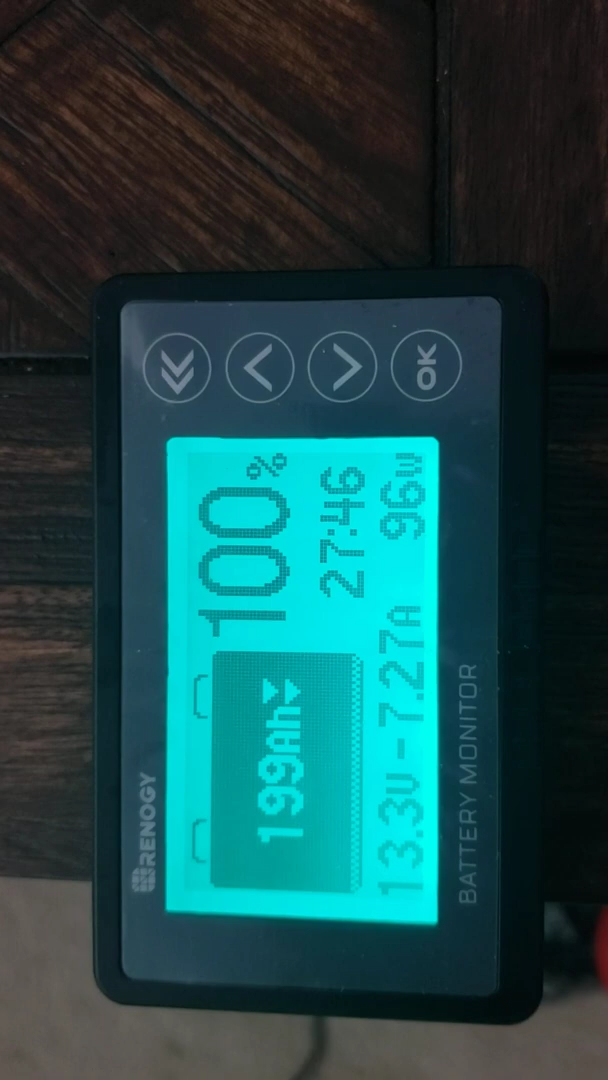 RENOGY
100%
199Ah
27:46
13.3V -7.27A 96W
BATTERY MONITOR
OK